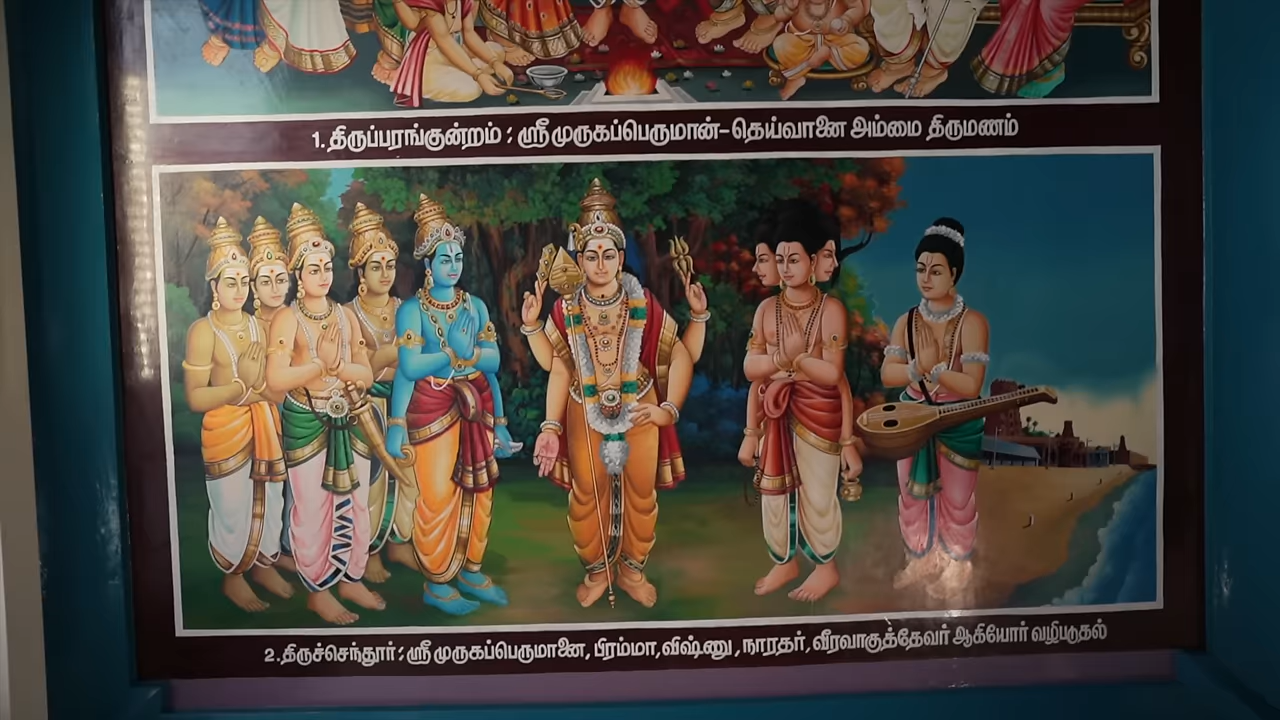 1. திருப்பரங்குன்றம் : ஸ்ரீ முருகப்பெருமான்- தெய்வானை அம்மை திருமணம்
2. திருச்செந்தூர் : ஸ்ரீ முருகப்பெருமானை, பிரம்மா, விஷ்ணு, நாரதர், வீரவாகுத்தேவர் ஆகியோர் வழிபடுதல்